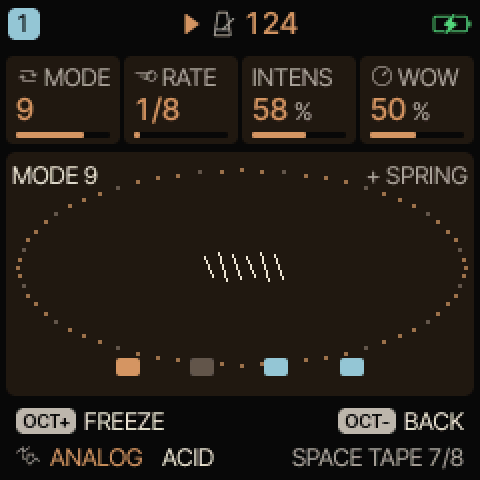 1 124
MODE RATE INTENS WOW
9 1/8 58 % 50 %
MODE 9 + SPRING
OCT+ FREEZE OCT- BACK
ANALOG ACID SPACE TAPE 7/8